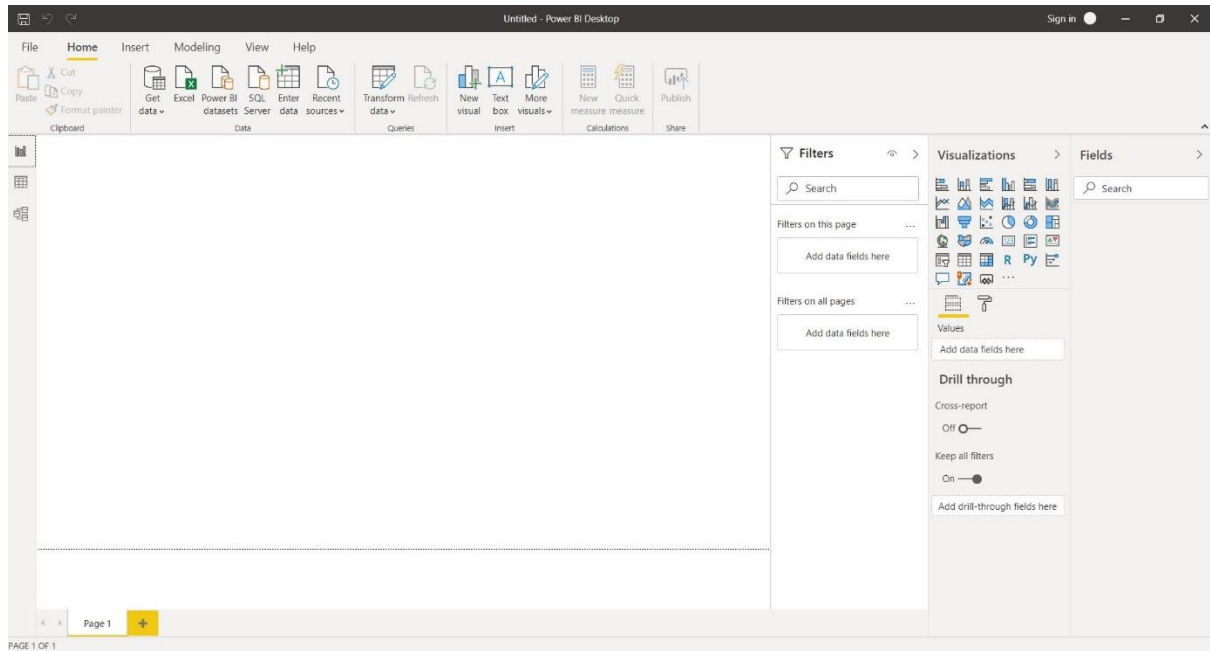 Untitled - Power BI Desktop
Sign in
File Home Insert Modeling View Help
Paste
Cut
Copy
Format painter
Clipboard
Get data
Excel
Power BI datasets
SQL Server
Enter data
Recent sources
Data
Transform data
Refresh
Queries
New visual
Text box
More visuals
Insert
New measure
Quick measure
Calculations
Publish
Share
Filters
Search
Filters on this page
...
Add data fields here
Filters on all pages
...
Add data fields here
Visualizations
R Py
...
Values
Add data fields here
Drill through
Cross-report
Off
Keep all filters
On
Add drill-through fields here
Fields
Search
Page 1
PAGE 1 OF 1